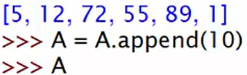 [5, 12, 72, 55, 89, 1]
>>> A = A.append(10)
>>> A